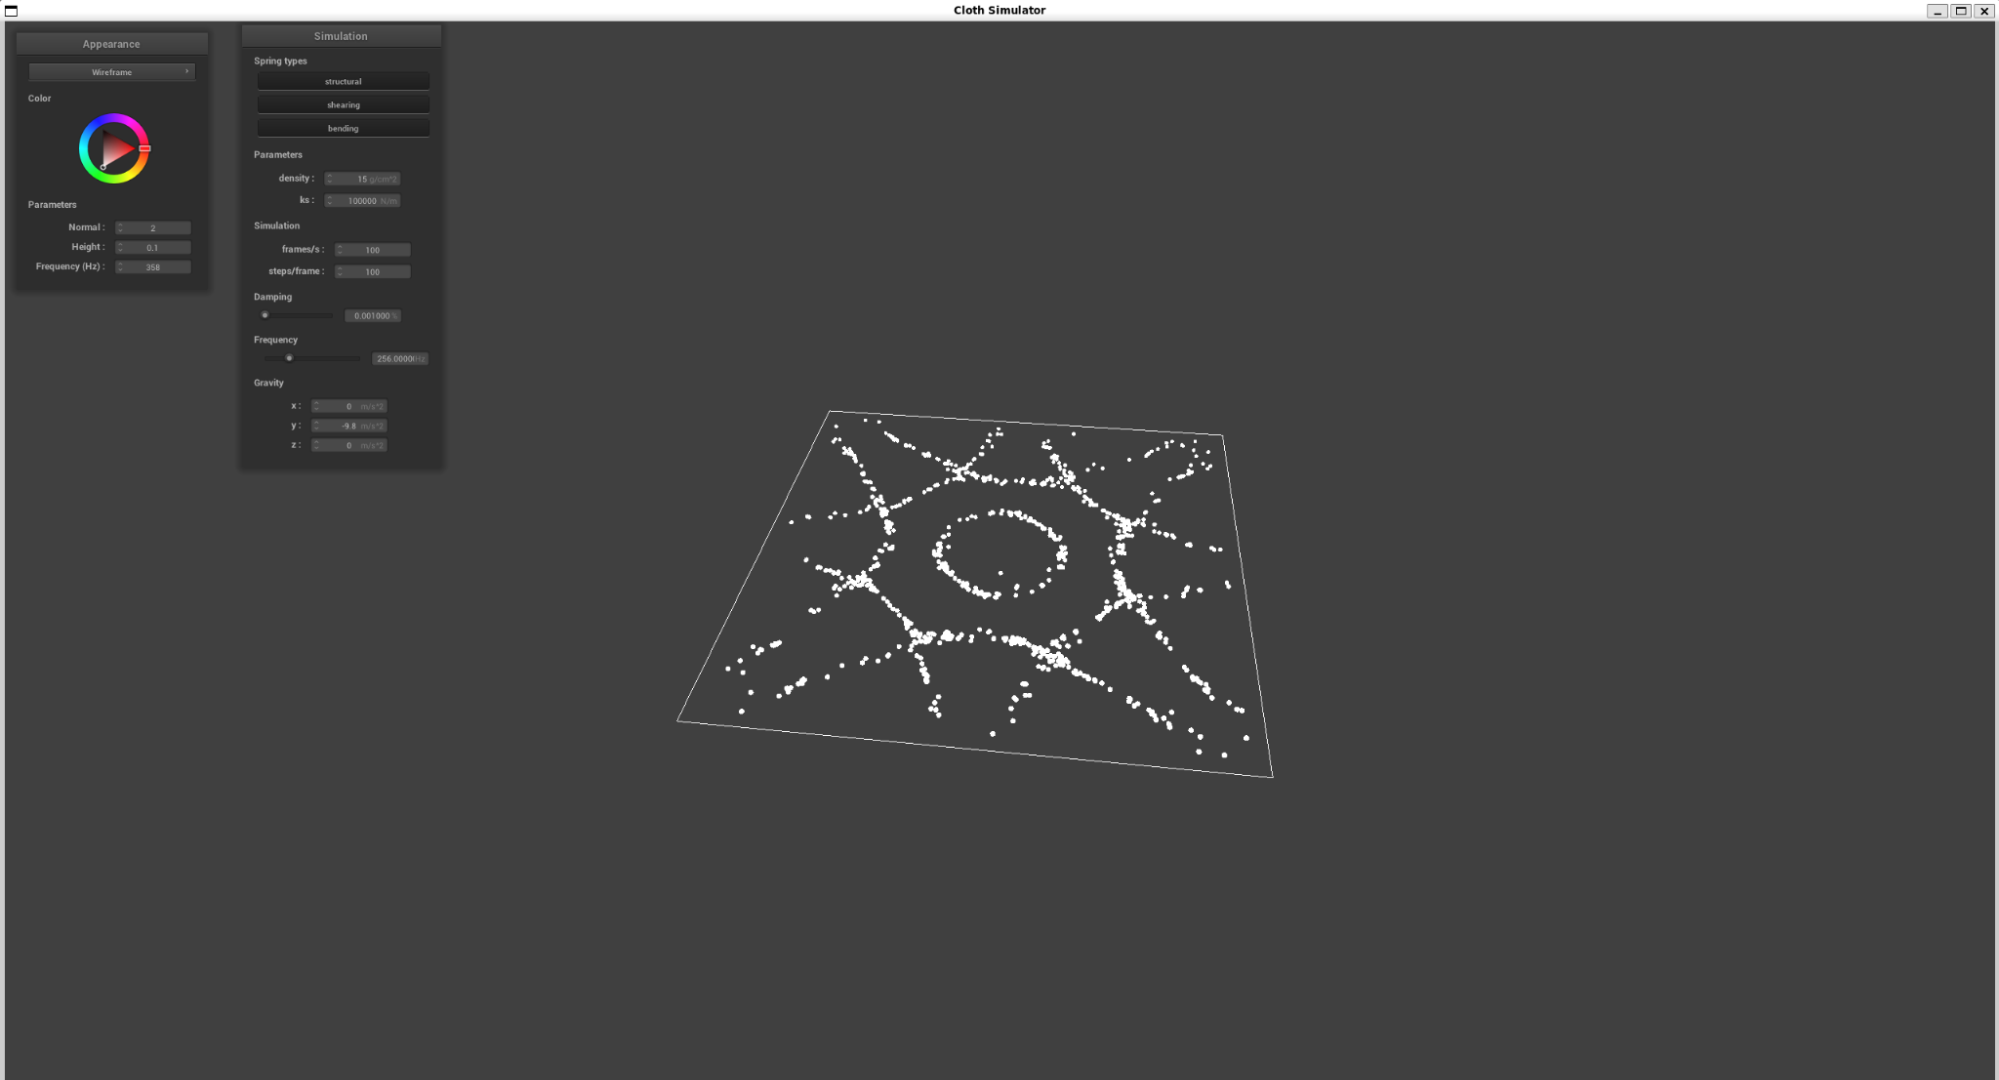 Cloth Simulator
Appearance
Wireframe
Color
Parameters
Normal : 2
Height : 0.1
Frequency (Hz) : 358
Simulation
Spring types
structural
shearing
bending
Parameters
density : 15 g/cm^2
ks : 100000 N/m
Simulation
frames/s : 100
steps/frame : 100
Damping
0.001000 %
Frequency
256.0000 Hz
Gravity
x : 0 m/s^2
y : -9.8 m/s^2
z : 0 m/s^2